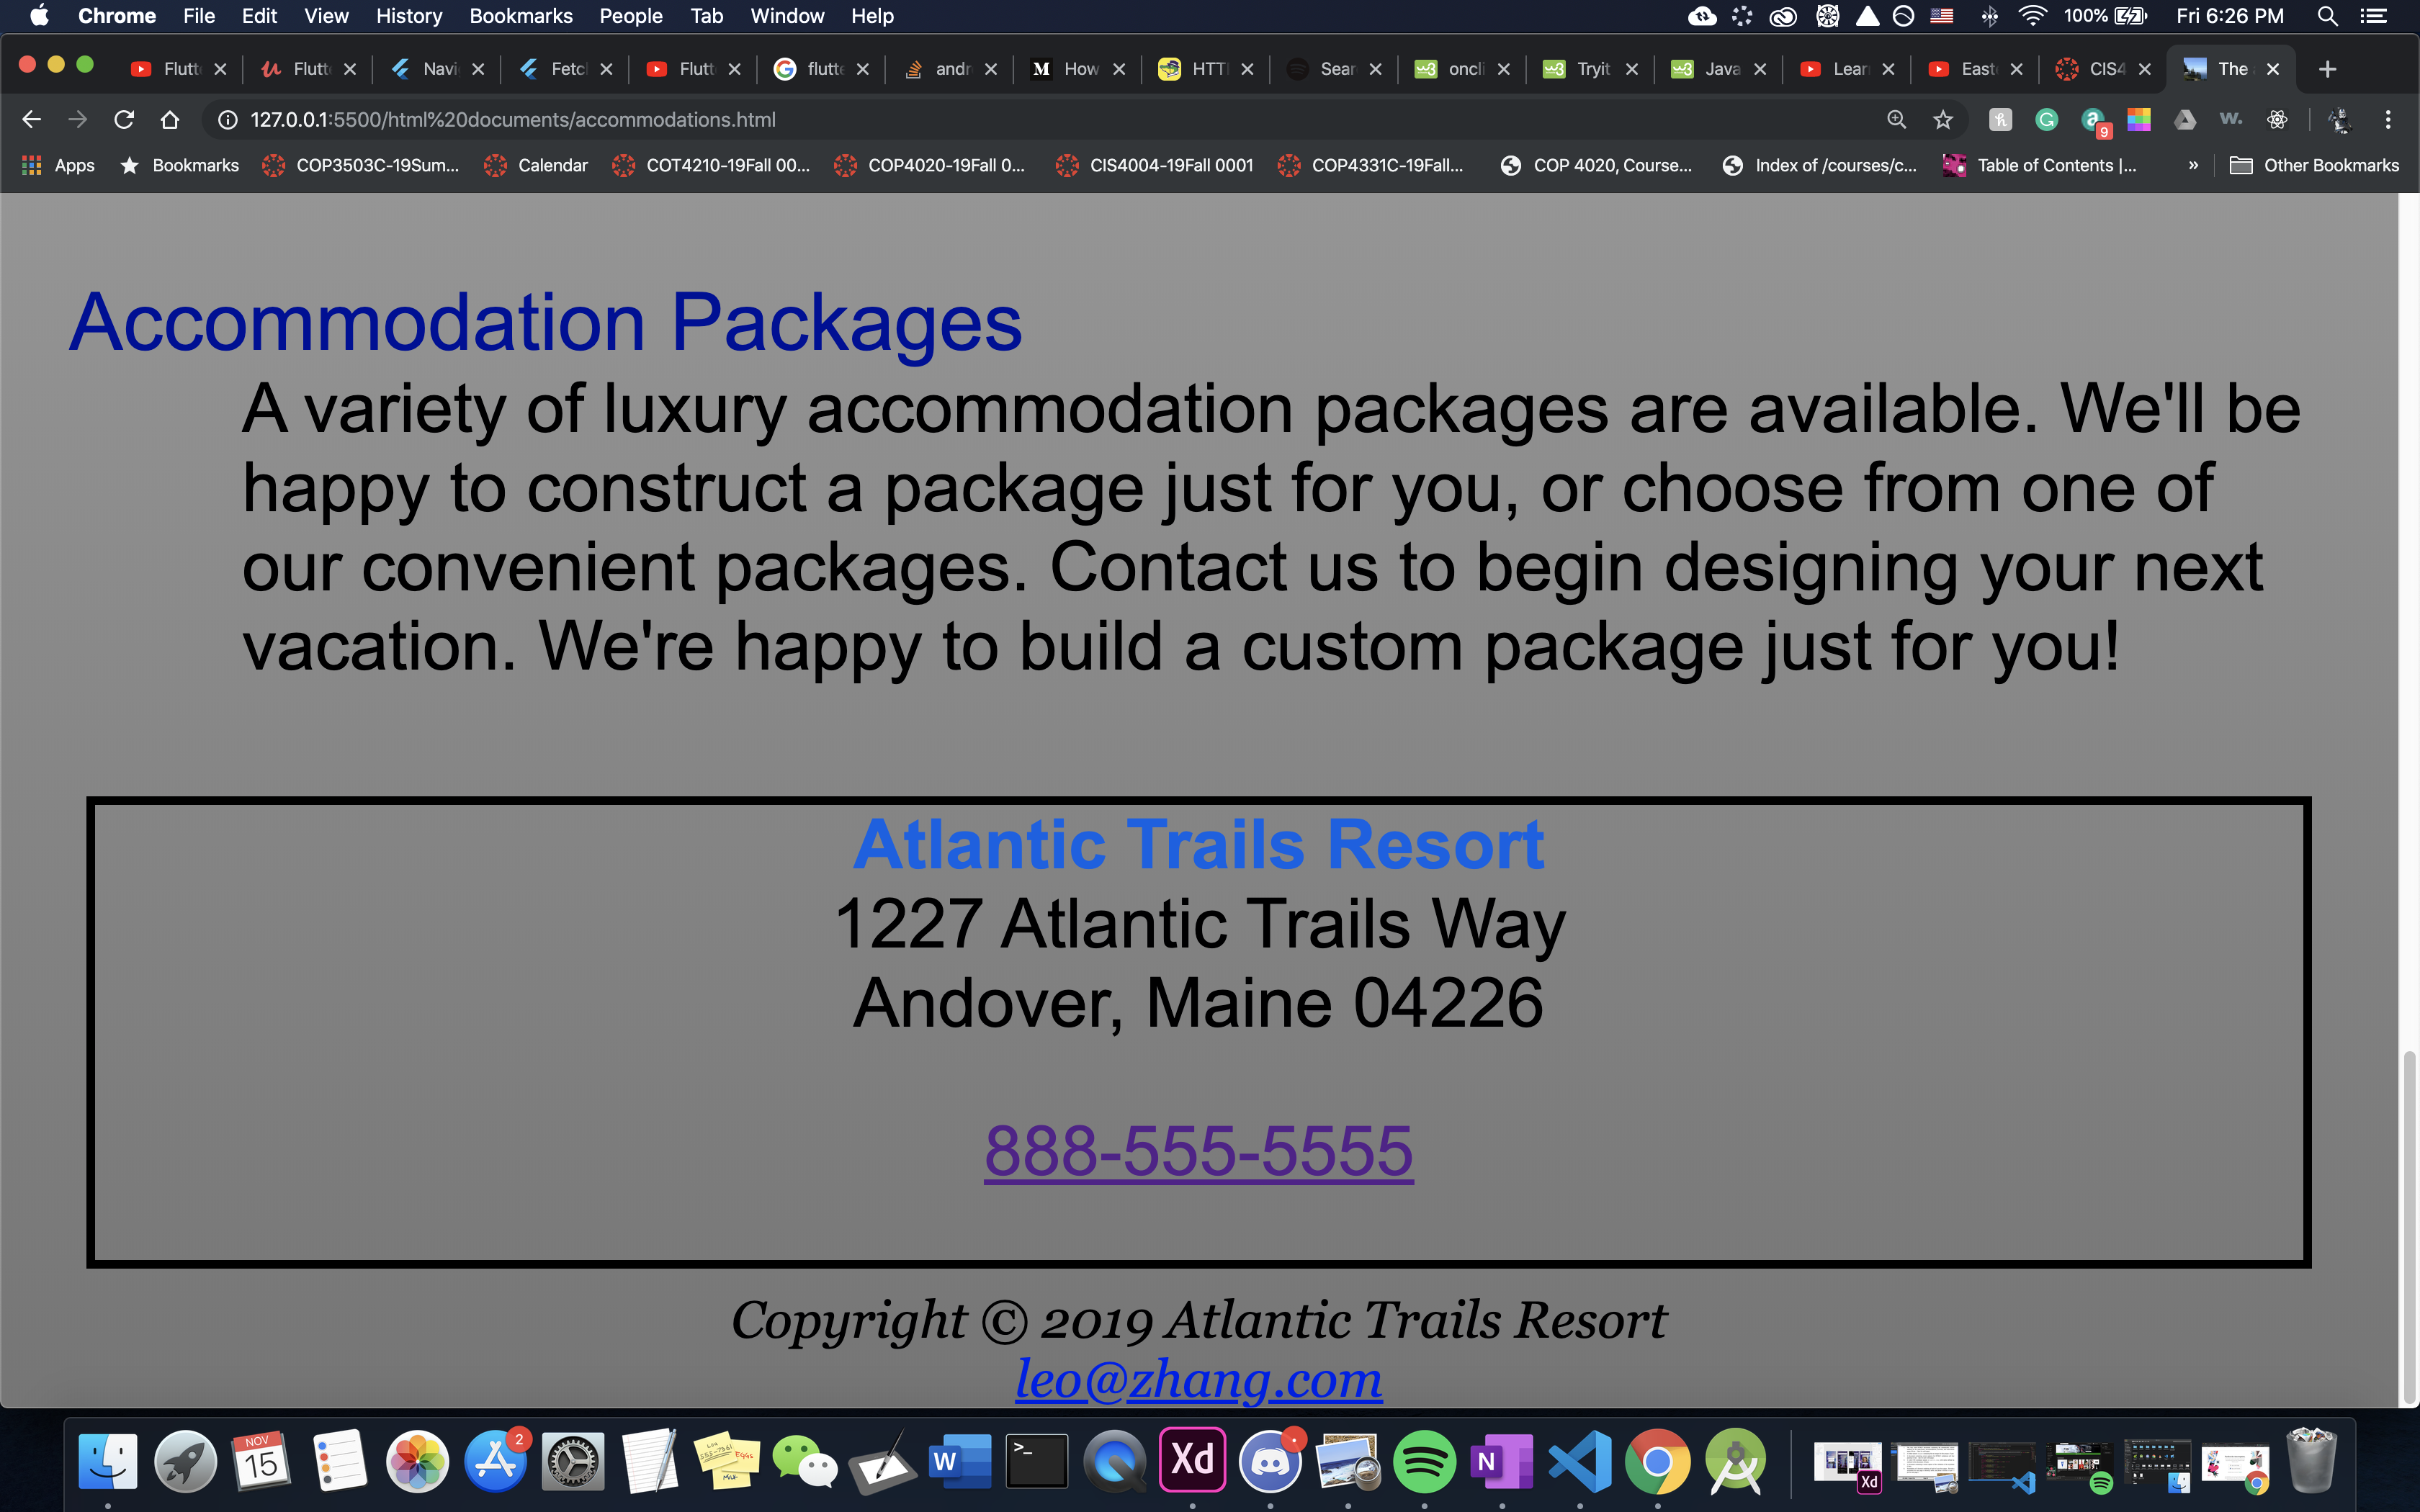 Chrome File Edit View History Bookmarks People Tab Window Help 100% Fri 6:26 PM
Flutt Flutt Navi Fetcl Flutt flutte andr M How HTTI Sear oncli Tryit Java Lear East CIS4 The
127.0.0.1:5500/html%20documents/accommodations.html 9
Apps Bookmarks COP3503C-19Sum... Calendar COT4210-19Fall 00... COP4020-19Fall 0... CIS4004-19Fall 0001 COP4331C-19Fall... COP 4020, Course... Index of /courses/c... Table of Contents |... » Other Bookmarks
Accommodation Packages
A variety of luxury accommodation packages are available. We'll be
happy to construct a package just for you, or choose from one of
our convenient packages. Contact us to begin designing your next
vacation. We're happy to build a custom package just for you!
Atlantic Trails Resort
1227 Atlantic Trails Way
Andover, Maine 04226
888-555-5555
Copyright © 2019 Atlantic Trails Resort
leo@zhang.com
NOV 15 2 W >_ Xd N Xd